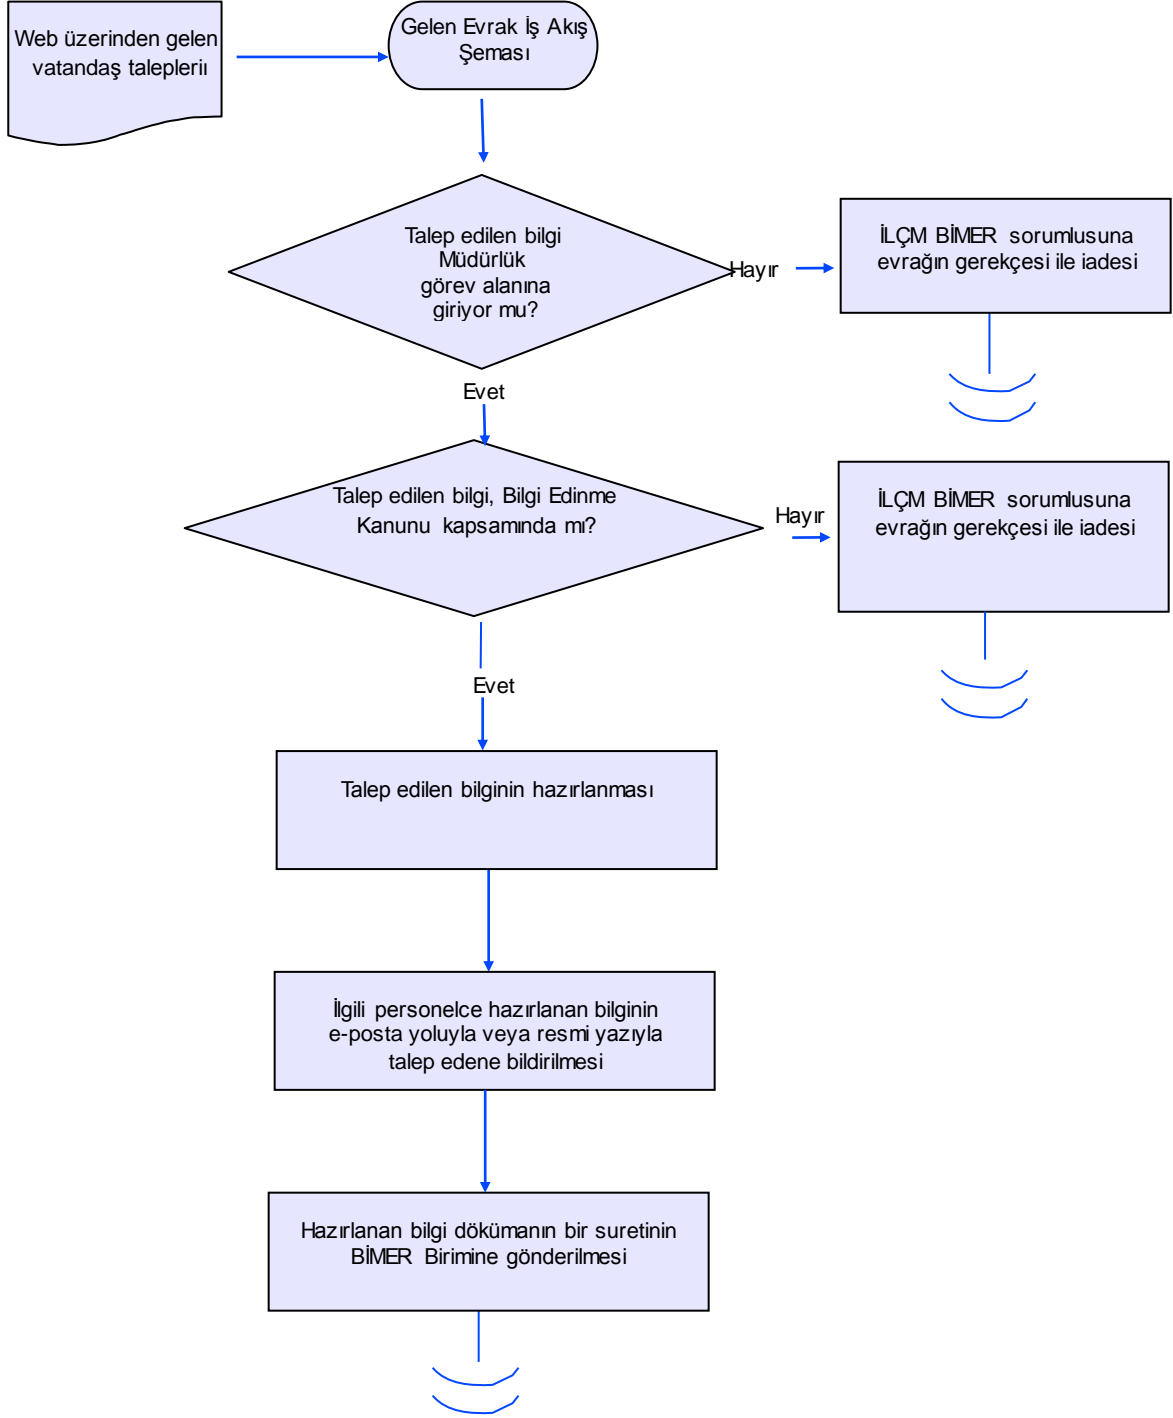 Web üzerinden gelen
vatandaş taleplerii
Gelen Evrak İş Akış
Şeması
Talep edilen bilgi
Müdürlük
görev alanına
giriyor mu?
Hayır
İLÇM BİMER sorumlusuna
evrağın gerekçesi ile iadesi
Evet
Talep edilen bilgi, Bilgi Edinme
Kanunu kapsamında mı?
Hayır
İLÇM BİMER sorumlusuna
evrağın gerekçesi ile iadesi
Evet
Talep edilen bilginin hazırlanması
İlgili personelce hazırlanan bilginin
e-posta yoluyla veya resmi yazıyla
talep edene bildirilmesi
Hazırlanan bilgi dökümanın bir suretinin
BİMER Birimine gönderilmesi